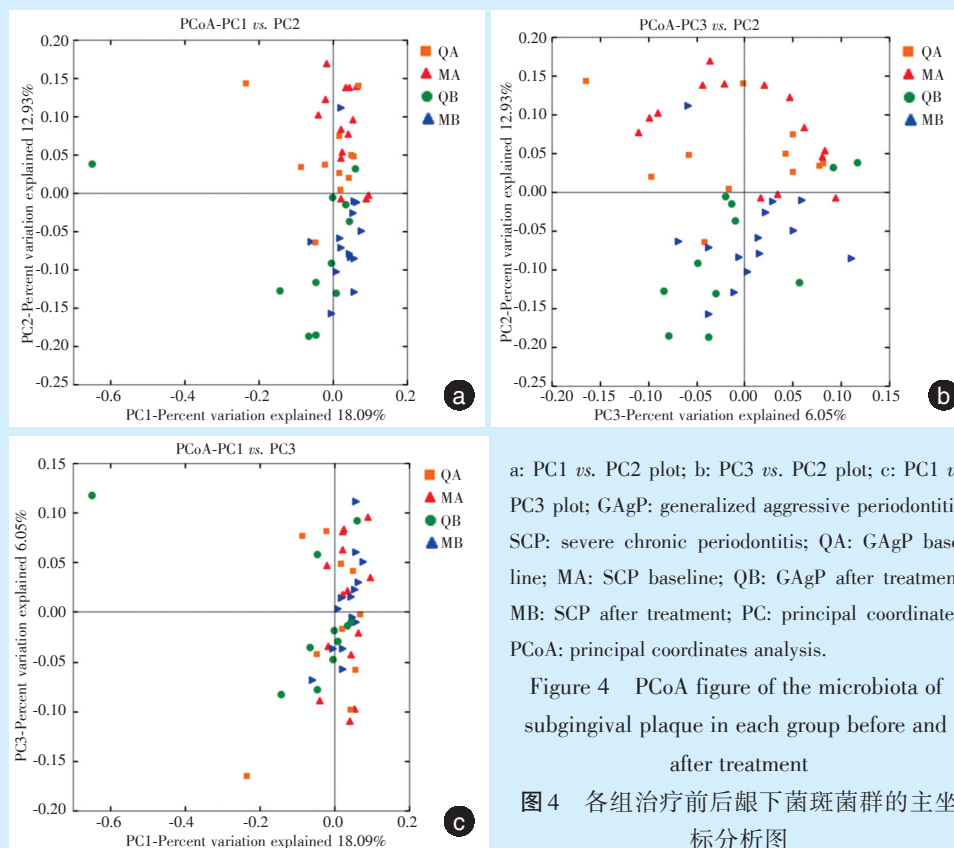 PCoA-PC1 vs. PC2
0.20
0.15
0.10
0.05
0.00
-0.05
-0.10
-0.15
-0.20
-0.25
PC2-Percent variation explained 12.93%
-0.6 -0.4 -0.2 0.0 0.2
PC1-Percent variation explained 18.09%
QA
MA
QB
MB
a
PCoA-PC3 vs. PC2
0.20
0.15
0.10
0.05
0.00
-0.05
-0.10
-0.15
-0.20
-0.25
PC2-Percent variation explained 12.93%
-0.20 -0.15 -0.10 -0.05 0.00 0.05 0.10 0.15
PC3-Percent variation explained 6.05%
QA
MA
QB
MB
b
PCoA-PC1 vs. PC3
0.15
0.10
0.05
0.00
-0.05
-0.10
-0.15
-0.20
PC3-Percent variation explained 6.05%
-0.6 -0.4 -0.2 0.0 0.2
PC1-Percent variation explained 18.09%
QA
MA
QB
MB
c
a: PC1 vs. PC2 plot; b: PC3 vs. PC2 plot; c: PC1 v
PC3 plot; GAgP: generalized aggressive periodontiti
SCP: severe chronic periodontitis; QA: GAgP base
line; MA: SCP baseline; QB: GAgP after treatmen
MB: SCP after treatment; PC: principal coordinate
PCoA: principal coordinates analysis.
Figure 4 PCoA figure of the microbiota of
subgingival plaque in each group before and
after treatment
图4 各组治疗前后龈下菌斑菌群的主坐
标分析图